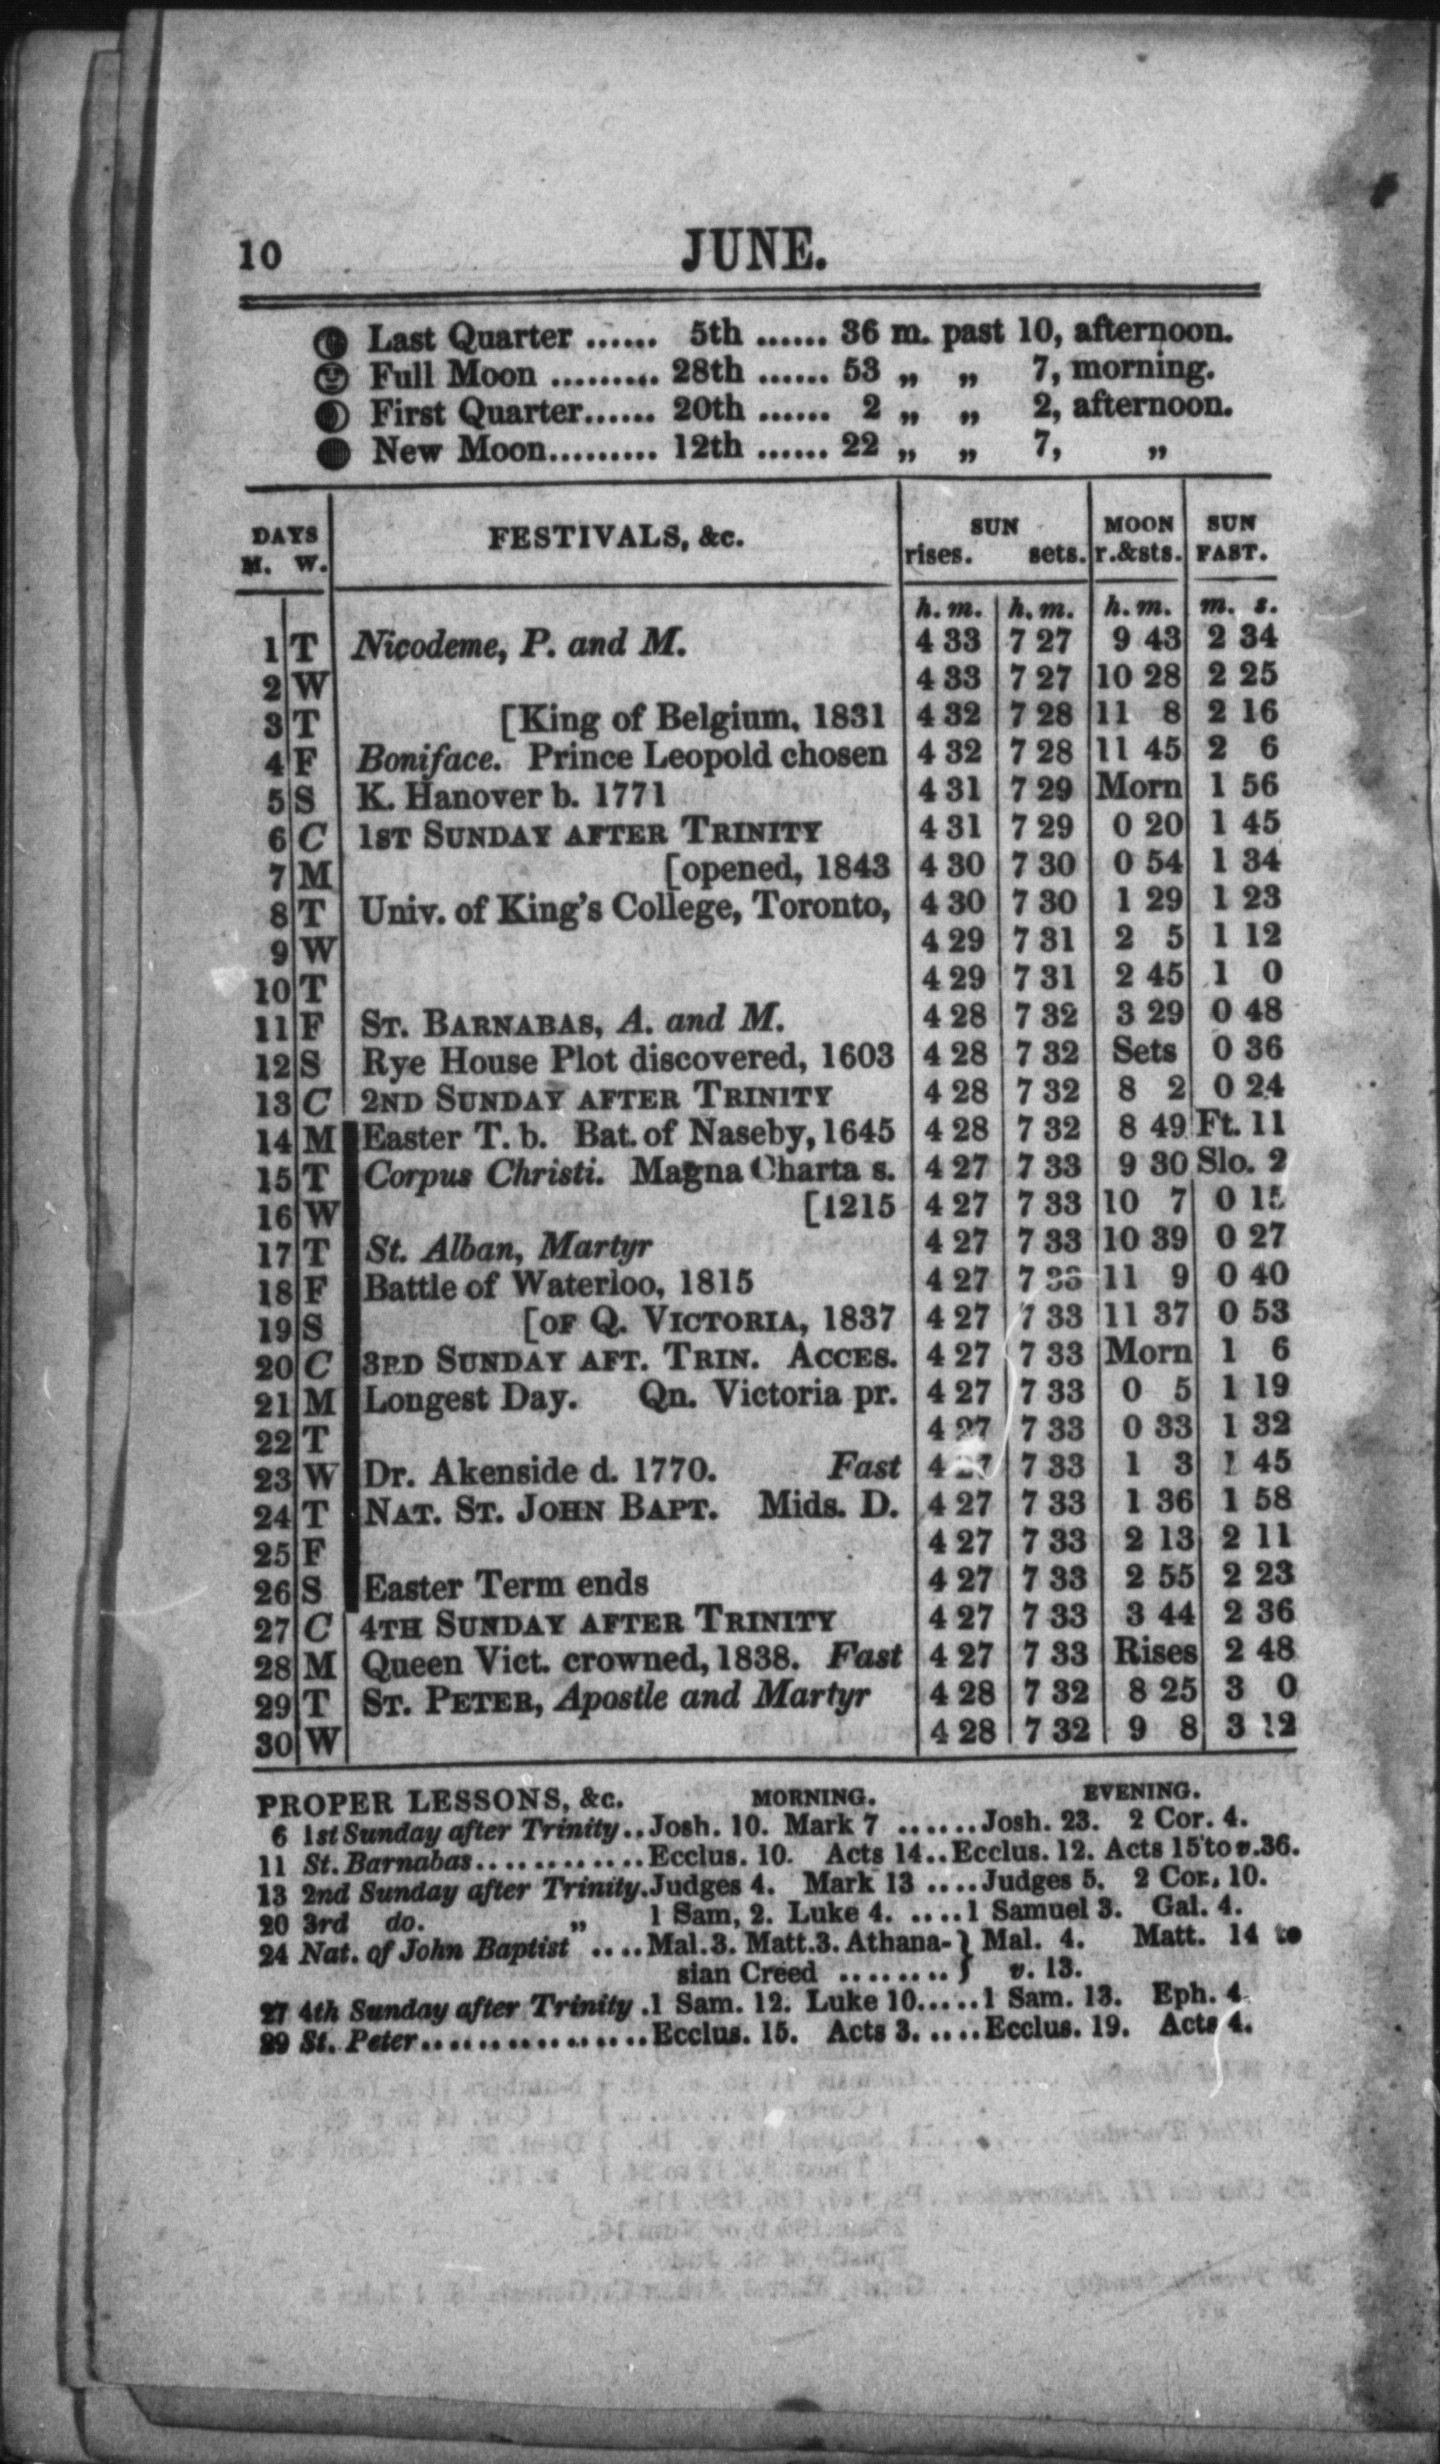 10 JUNE.
Last Quarter ...... 5th ...... 36 m. past 10, afternoon.
Full Moon .......... 28th ...... 53 „ „ 7, morning.
First Quarter...... 20th ...... 2 „ „ 2, afternoon.
New Moon......... 12th ...... 22 „ „ 7, „
DAYS FESTIVALS, &c. SUN MOON SUN
M. W. rises. sets. r.&sts. FAST.
h. m. h. m. h. m. m. s.
1 T Nicodeme, P. and M. 4 33 7 27 9 43 2 34
2 W 4 33 7 27 10 28 2 25
3 T [King of Belgium, 1831 4 32 7 28 11 8 2 16
4 F Boniface. Prince Leopold chosen 4 32 7 28 11 45 2 6
5 S K. Hanover b. 1771 4 31 7 29 Morn 1 56
6 C 1ST SUNDAY AFTER TRINITY 4 31 7 29 0 20 1 45
7 M [opened, 1843 4 30 7 30 0 54 1 34
8 T Univ. of King's College, Toronto, 4 30 7 30 1 29 1 23
9 W 4 29 7 31 2 5 1 12
10 T 4 29 7 31 2 45 1 0
11 F ST. BARNABAS, A. and M. 4 28 7 32 3 29 0 48
12 S Rye House Plot discovered, 1603 4 28 7 32 Sets 0 36
13 C 2ND SUNDAY AFTER TRINITY 4 28 7 32 8 2 0 24
14 M Easter T. b. Bat. of Naseby, 1645 4 28 7 32 8 49 Ft. 11
15 T Corpus Christi. Magna Charta s. 4 27 7 33 9 30 Slo. 2
16 W [1215 4 27 7 33 10 7 0 15
17 T St. Alban, Martyr 4 27 7 33 10 39 0 27
18 F Battle of Waterloo, 1815 4 27 7 33 11 9 0 40
19 S [OF Q. VICTORIA, 1837 4 27 7 33 11 37 0 53
20 C 3RD SUNDAY AFT. TRIN. ACCES. 4 27 7 33 Morn 1 6
21 M Longest Day. Qn. Victoria pr. 4 27 7 33 0 5 1 19
22 T 4 27 7 33 0 33 1 32
23 W Dr. Akenside d. 1770. Fast 4 27 7 33 1 3 1 45
24 T NAT. ST. JOHN BAPT. Mids. D. 4 27 7 33 1 36 1 58
25 F 4 27 7 33 2 13 2 11
26 S Easter Term ends 4 27 7 33 2 55 2 23
27 C 4TH SUNDAY AFTER TRINITY 4 27 7 33 3 44 2 36
28 M Queen Vict. crowned, 1838. Fast 4 27 7 33 Rises 2 48
29 T ST. PETER, Apostle and Martyr 4 28 7 32 8 25 3 0
30 W 4 28 7 32 9 8 3 12
PROPER LESSONS, &c. MORNING. EVENING.
6 1st Sunday after Trinity..Josh. 10. Mark 7 ......Josh. 23. 2 Cor. 4.
11 St. Barnabas............Ecclus. 10. Acts 14..Ecclus. 12. Acts 15 to v. 36.
13 2nd Sunday after Trinity.Judges 4. Mark 13 ....Judges 5. 2 Cor. 10.
20 3rd do. „ 1 Sam, 2. Luke 4. ....1 Samuel 3. Gal. 4.
24 Nat. of John Baptist ....Mal. 3. Matt. 3. Athana- } Mal. 4. Matt. 14 to
sian Creed ........ } v. 13.
27 4th Sunday after Trinity .1 Sam. 12. Luke 10.....1 Sam. 13. Eph. 4
29 St. Peter................Ecclus. 15. Acts 3. ....Ecclus. 19. Acts 4.